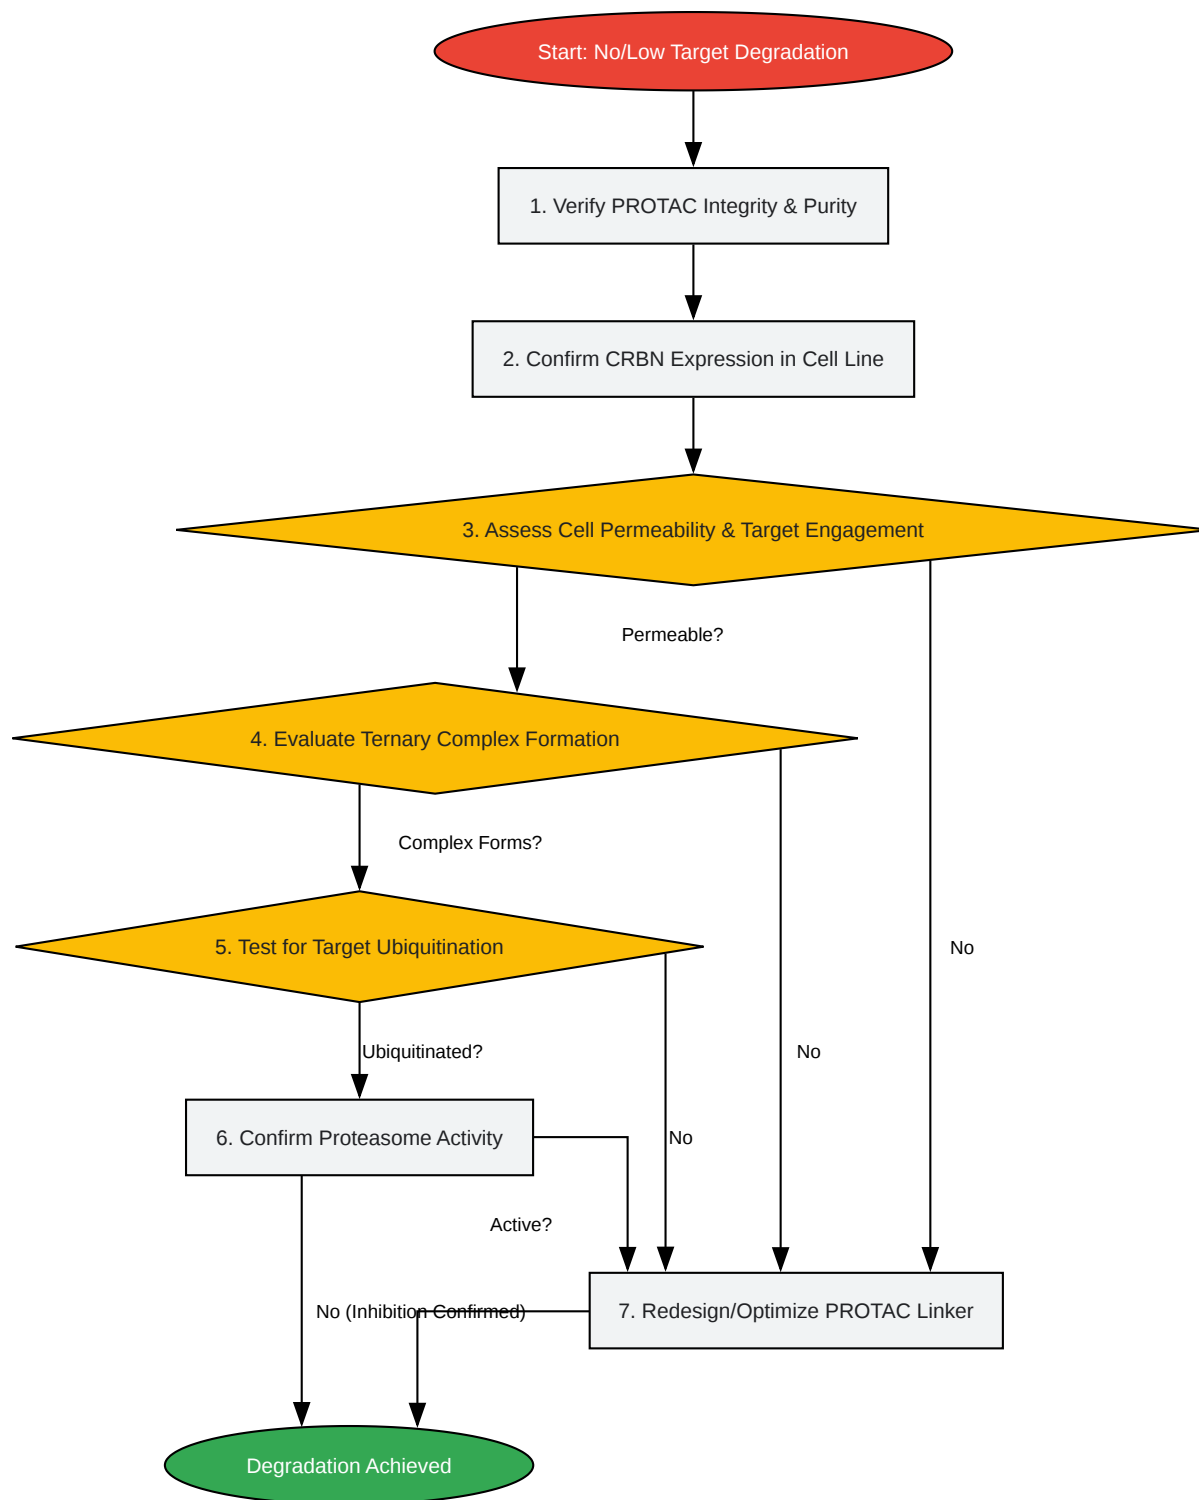 Start: No/Low Target Degradation
1. Verify PROTAC Integrity & Purity
2. Confirm CRBN Expression in Cell Line
3. Assess Cell Permeability & Target Engagement
Permeable?
4. Evaluate Ternary Complex Formation
Complex Forms?
5. Test for Target Ubiquitination
No
Ubiquitinated?
No
6. Confirm Proteasome Activity
No
Active?
No (Inhibition Confirmed)
7. Redesign/Optimize PROTAC Linker
Degradation Achieved